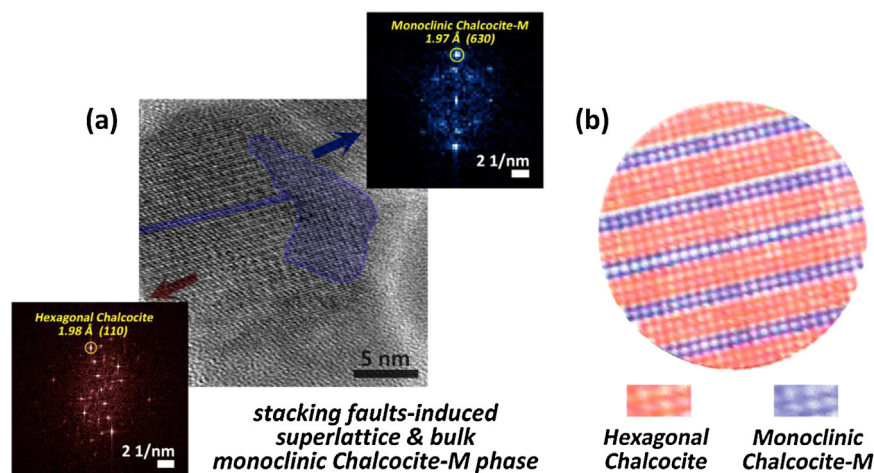 (a)
Monoclinic Chalcocite-M
1.97 Å (630)
2 1/nm
Hexagonal Chalcocite
1.98 Å (110)
2 1/nm
5 nm
stacking faults-induced
superlattice & bulk
monoclinic Chalcocite-M phase
(b)
Hexagonal
Chalcocite
Monoclinic
Chalcocite-M